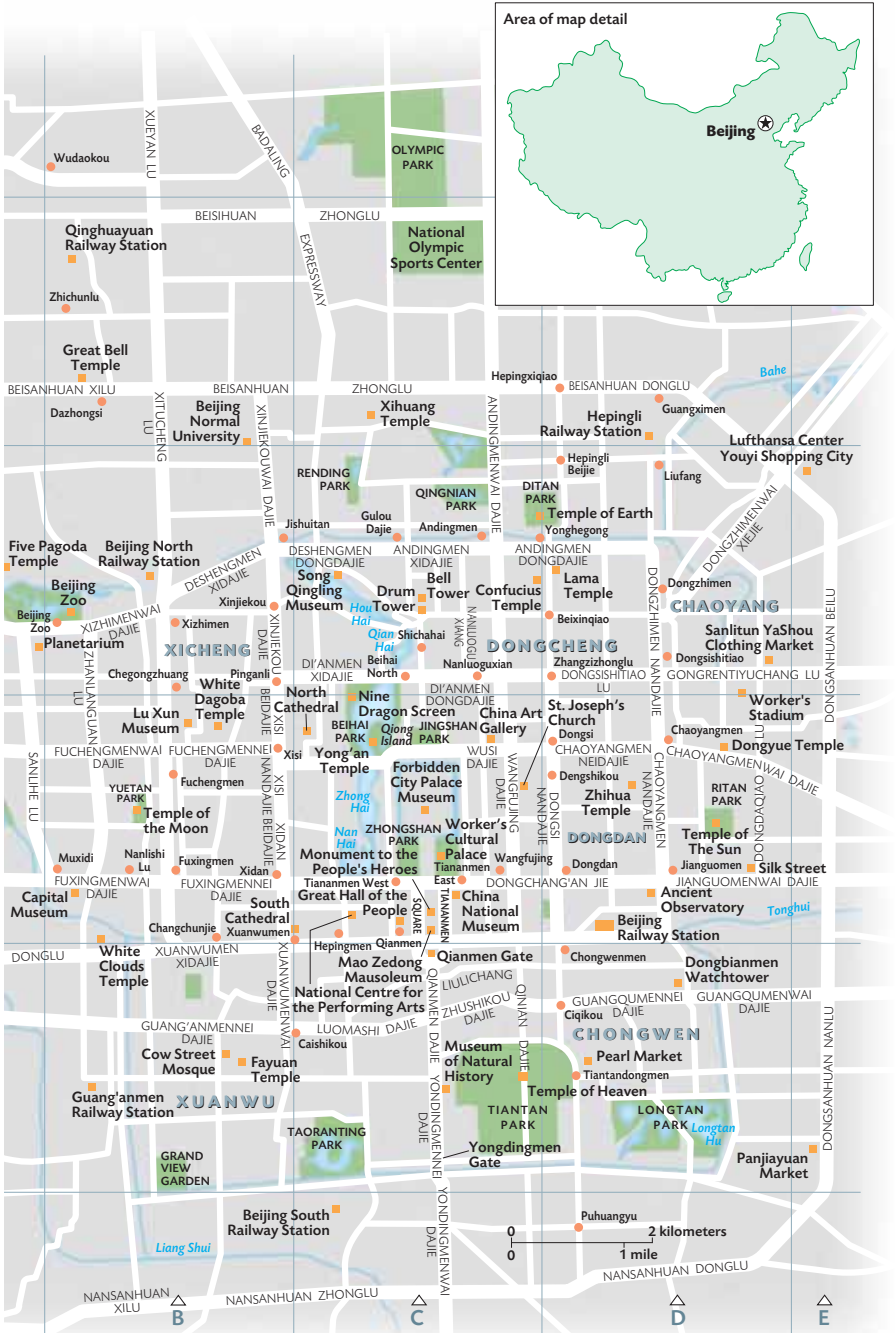 Area of map detail
Beijing
XUEYAN LU
BADALING
EXPRESSWAY
OLYMPIC
PARK
Wudaokou
BEISIHUAN
ZHONGLU
Qinghuayuan
Railway Station
National
Olympic
Sports Center
Zhichunlu
Great Bell
Temple
Hepingxiqiao
Bahe
BEISANHUAN XILU
BEISANHUAN
ZHONGLU
BEISANHUAN DONGLU
Dazhongsi
XITUCHENG
LU
Beijing
Normal
University
XINJIEKOUWAI DAJIE
Xihuang
Temple
ANDINGMENWAI DAJIE
Guangximen
Hepingli
Railway Station
Lufthansa Center
Youyi Shopping City
RENDING
PARK
Hepingli
Beijie
Liufang
QINGNIAN
PARK
DITAN
PARK
Temple of Earth
DONGZHIMENWAI
XIEJIE
Jishuitan
Gulou
Dajie
Andingmen
Yonghegong
Five Pagoda
Temple
Beijing North
Railway Station
DESHENGMEN
XIDAJIE
DESHENGMEN
DONGDAJIE
ANDINGMEN
XIDAJIE
ANDINGMEN
DONGDAJIE
Song
Qingling
Museum
Drum
Tower
Bell
Tower
Confucius
Temple
Lama
Temple
DONGZHIMEN NANDAJIE
Dongzhimen
CHAOYANG
Beijing
Zoo
Beijing
Zoo
Planetarium
XIZHIMENWAI
DAJIE
Xinjiekou
Xizhimen
Hou
Hai
Qian
Hai
Shichahai
NANLUOGU
XIANG
Beixinqiao
Sanlitun YaShou
Clothing Market
DONGSANHUAN BEILU
XICHENG
DONGCHENG
ZHANLANGUAN
LU
Chegongzhuang
Pinganli
XINJIEKOU
DAJIE
BEIDAJIE
DI'ANMEN
XIDAJIE
Beihai
North
Nanluoguxian
Zhangzizhonglu
DONGSISHITIAO
LU
Dongsishitiao
GONGRENTIYUCHANG LU
DI'ANMEN
DONGDAJIE
White
Dagoba
Temple
Lu Xun
Museum
North
Cathedral
Nine
Dragon Screen
BEIHAI
PARK
Qiong
Island
JINGSHAN
PARK
China Art
Gallery
St. Joseph's
Church
Worker's
Stadium
LU
Dongsi
Chaoyangmen
Dongyue Temple
XISI
Xisi
Yong'an
Temple
SANLIHE LU
FUCHENGMENWAI
DAJIE
FUCHENGMENNEI
DAJIE
WUSI
DAJIE
CHAOYANGMEN
NEIDAJIE
CHAOYANGMENWAI DAJIE
Fuchengmen
XISI
NANDAJIE
BEIDAJIE
XIDAN
YUETAN
PARK
Temple of
the Moon
Zhong
Hai
Nan
Hai
Forbidden
City Palace
Museum
WANGFUJING
DAJIE
Dengshikou
DONGSI
NANDAJIE
Zhihua
Temple
CHAOYANGMEN
NANDAJIE
RITAN
PARK
Temple of
The Sun
DONGDAQIAO
LU
DONGDAN
ZHONGSHAN
PARK
Worker's
Cultural
Palace
Monument to the
People's Heroes
Muxidi
Nanlishi
Lu
Fuxingmen
Xidan
Tiananmen West
Tiananmen
East
Wangfujing
Dongdan
Jianguomen
Silk Street
FUXINGMENWAI
DAJIE
FUXINGMENNEI
DAJIE
DONGCHANG'AN JIE
JIANGUOMENWAI DAJIE
Capital
Museum
South
Cathedral
Great Hall of the
People
SQUARE
TIANANMEN
China
National
Museum
Ancient
Observatory
Tonghui
Beijing
Railway Station
Changchunjie
Xuanwumen
Hepingmen
Qianmen
DONGLU
XUANWUMEN
XIDAJIE
White
Clouds
Temple
XUANWUMENWAI
DAJIE
Mao Zedong
Mausoleum
Qianmen Gate
Chongwenmen
Dongbianmen
Watchtower
National Centre for
the Performing Arts
QIANMEN DAJIE
LIULICHANG
ZHUSHIKOU
DAJIE
QINIAN DAJIE
GUANGQUMENNEI
DAJIE
GUANGQUMENWAI
DAJIE
Ciqikou
GUANG'ANMENNEI
DAJIE
LUOMASHI DAJIE
Caishikou
CHONGWEN
DONGSANHUAN NANLU
Cow Street
Mosque
Fayuan
Temple
Museum
of Natural
History
Pearl Market
Tiantandongmen
Temple of Heaven
Guang'anmen
Railway Station
XUANWU
YONDINGMENNEI
DAJIE
TIANTAN
PARK
LONGTAN
PARK
Longtan
Hu
TAORANTING
PARK
GRAND
VIEW
GARDEN
Yongdingmen
Gate
Panjiayuan
Market
YONDINGMENWAI
DAJIE
Beijing South
Railway Station
Puhuangyu
0 2 kilometers
0 1 mile
Liang Shui
NANSANHUAN
XILU
NANSANHUAN ZHONGLU
NANSANHUAN DONGLU
B C D E